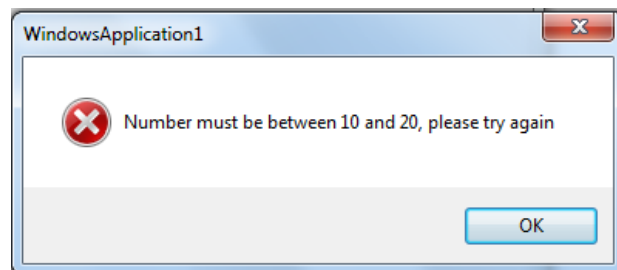 WindowsApplication1
Number must be between 10 and 20, please try again
OK